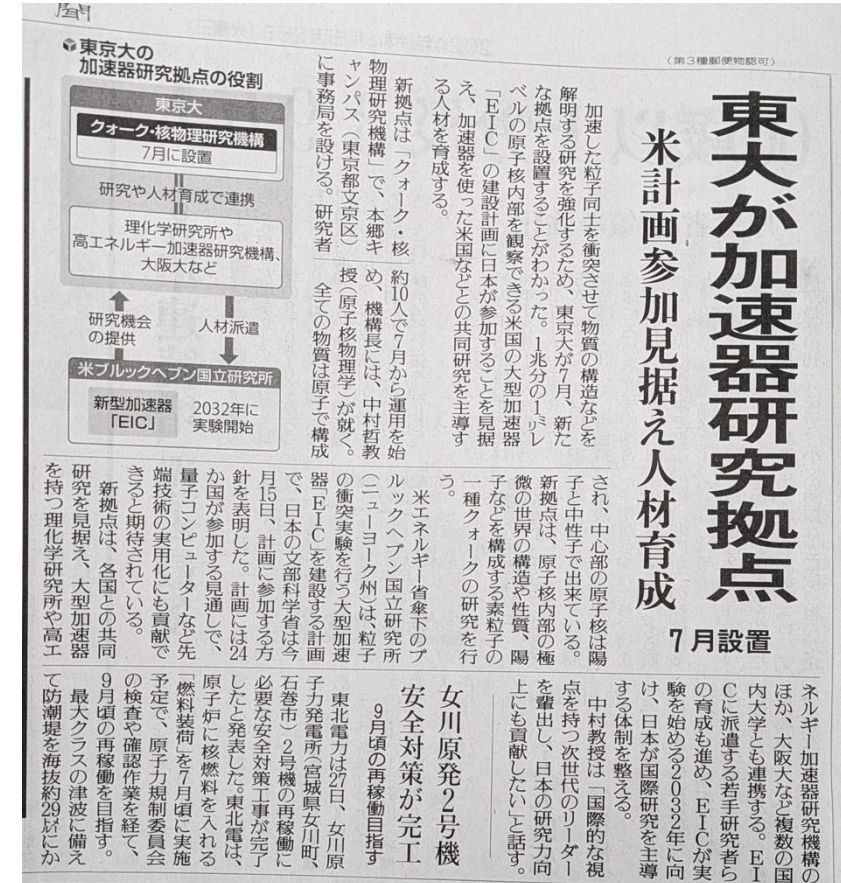 聞
（第3種郵便物認可）
東大が加速器研究拠点
米計画参加見据え人材育成
7月設置
加速した粒子同士を衝突させて物質の構造などを
解明する研究を強化するため、東京大が7月、新た
な拠点を設置することがわかった。1兆分の1㍉レ
ベルの原子核内部を観察できる米国の大型加速器
「EIC」の建設計画に日本が参加することを見据
え、加速器を使った米国などとの共同研究を主導す
る人材を育成する。
新拠点は「クォーク・核
物理研究機構」で、本郷キ
ャンパス（東京都文京区）
に事務局を設ける。研究者
約10人で7月から運用を始
め、機構長には、中村哲教
授（原子核物理学）が就く。
全ての物質は原子で構成
され、中心部の原子核は陽
子と中性子で出来ている。
新拠点は、原子核内部の極
微の世界の構造や性質、陽
子などを構成する素粒子の
一種クォークの研究を行
う。
米エネルギー省傘下のブ
ルックヘブン国立研究所
（ニューヨーク州）は、粒子
の衝突実験を行う大型加速
器「EIC」を建設する計画
で、日本の文部科学省は今
月15日、計画に参加する方
針を表明した。計画には24
か国が参加する見通しで、
量子コンピューターなど先
端技術の実用化にも貢献で
きると期待されている。
新拠点は、各国との共同
研究を見据え、大型加速器
を持つ理化学研究所や高エ
ネルギー加速器研究機構の
ほか、大阪大など複数の国
内大学とも連携する。EI
Cに派遣する若手研究者ら
の育成も進め、EICが実
験を始める2032年に向
け、日本が国際研究を主導
する体制を整える。
中村教授は「国際的な視
点を持つ次世代のリーダー
を輩出し、日本の研究力向
上にも貢献したい」と話す。
東京大の
加速器研究拠点の役割
東京大
クォーク・核物理研究機構
7月に設置
研究や人材育成で連携
理化学研究所や
高エネルギー加速器研究機構、
大阪大など
研究機会
の提供
人材派遣
米ブルックヘブン国立研究所
新型加速器
「EIC」
2032年に
実験開始
女川原発2号機
安全対策が完工
9月頃の再稼働目指す
東北電力は27日、女川原
子力発電所（宮城県女川町、
石巻市）2号機の再稼働に
必要な安全対策工事が完了
したと発表した。東北電は、
原子炉に核燃料を入れる
「燃料装荷」を7月頃に実施
予定で、原子力規制委員会
の検査や確認作業を経て、
9月頃の再稼働を目指す。
最大クラスの津波に備え
て防潮堤を海抜約29㍍にか